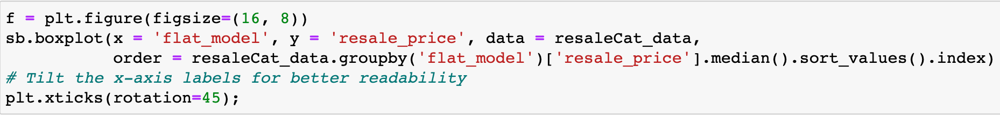 f = plt.figure(figsize=(16, 8))
sb.boxplot(x = 'flat_model', y = 'resale_price', data = resaleCat_data,
           order = resaleCat_data.groupby('flat_model')['resale_price'].median().sort_values().index)
# Tilt the x-axis labels for better readability
plt.xticks(rotation=45);